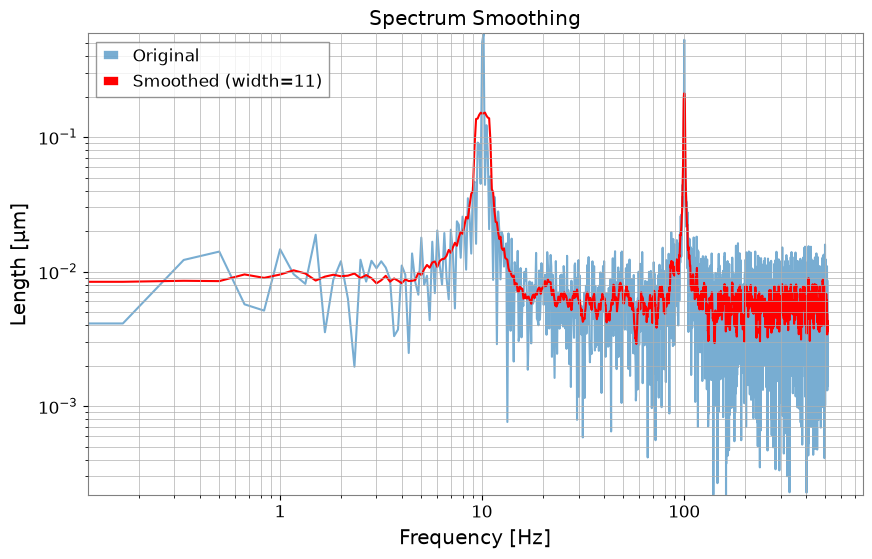 Spectrum Smoothing
Original
Smoothed (width=11)
Length [μm]
10⁻¹
10⁻²
10⁻³
1
10
100
Frequency [Hz]